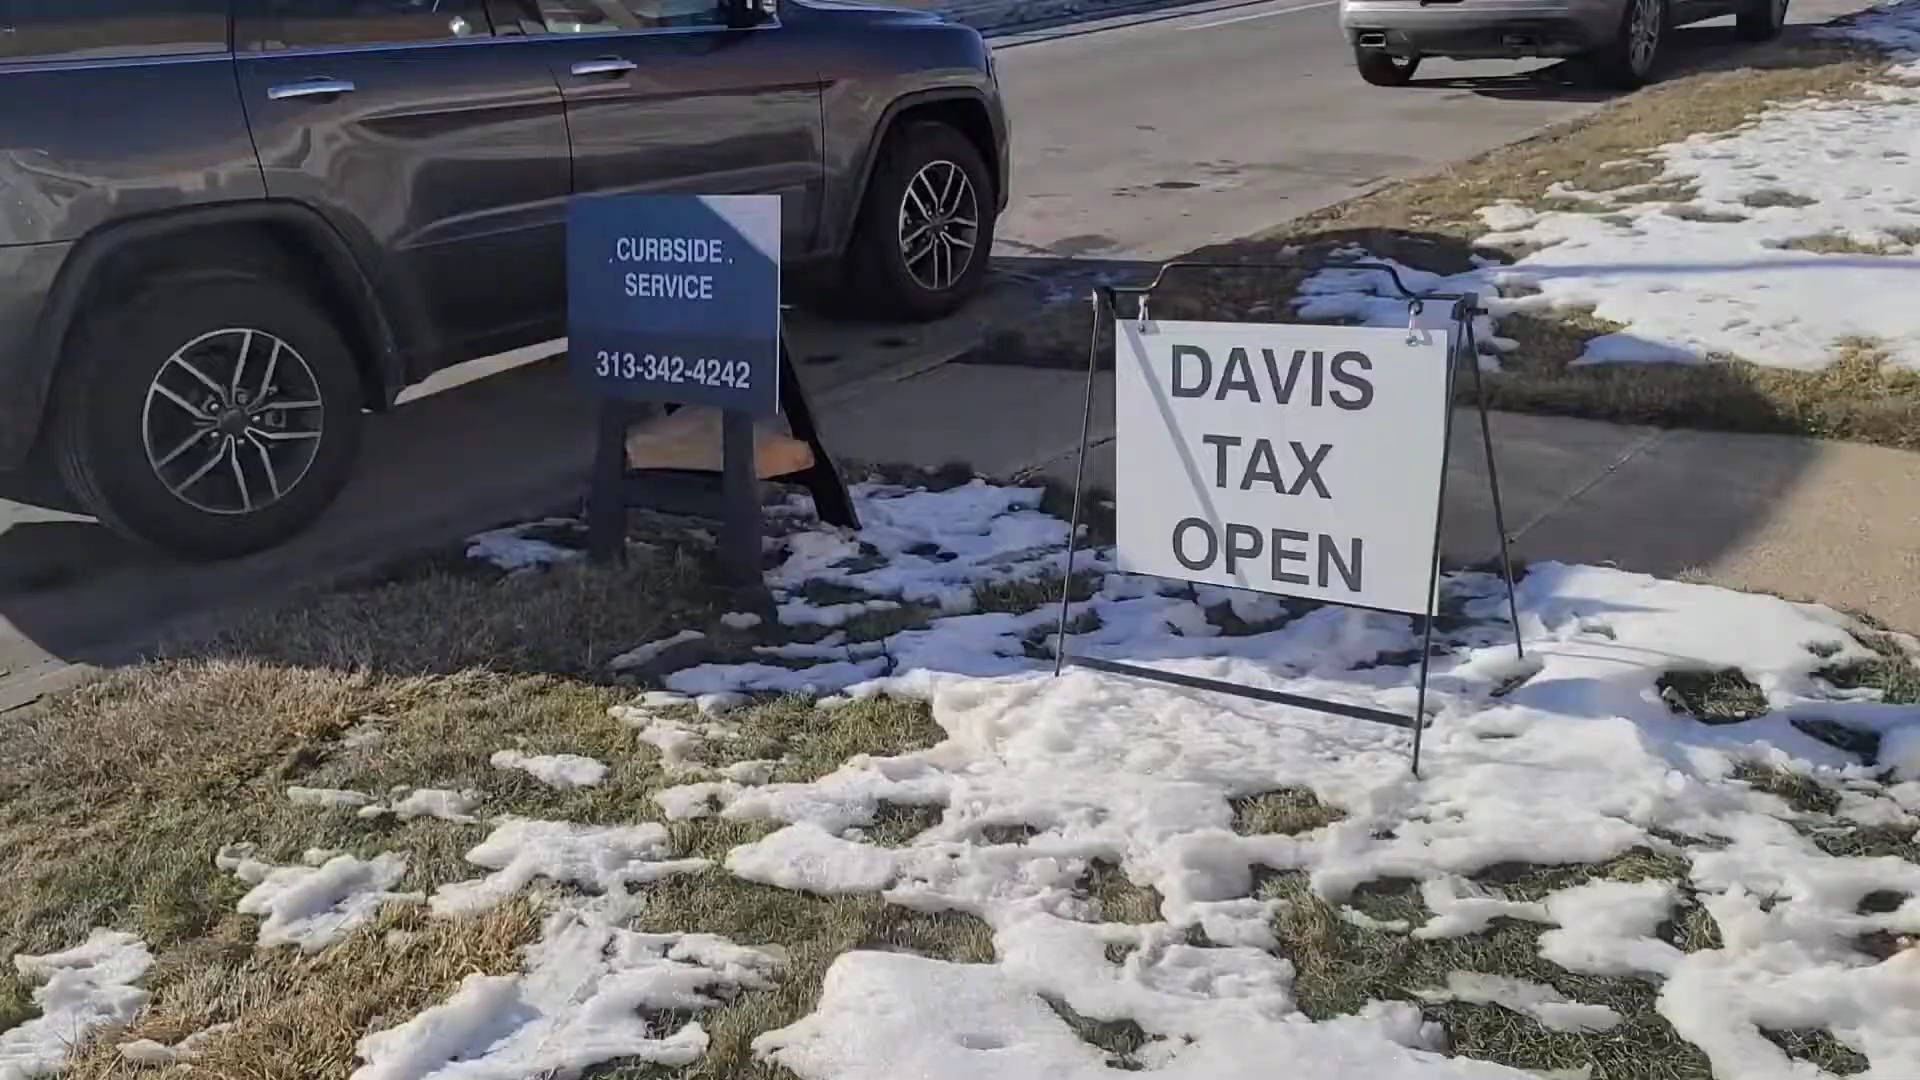 CURBSIDE
SERVICE
313-342-4242
DAVIS
TAX
OPEN